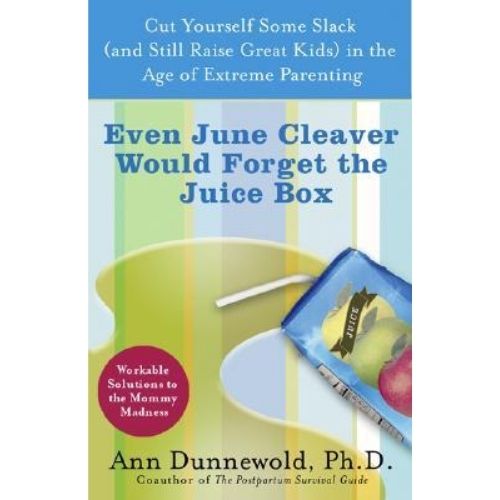 Cut Yourself Some Slack
(and Still Raise Great Kids) in the
Age of Extreme Parenting
Even June Cleaver
Would Forget the
Juice Box
JUICE
Workable
Solutions to
the Mommy
Madness
Ann Dunnewold, Ph.D.
Coauthor of The Postpartum Survival Guide